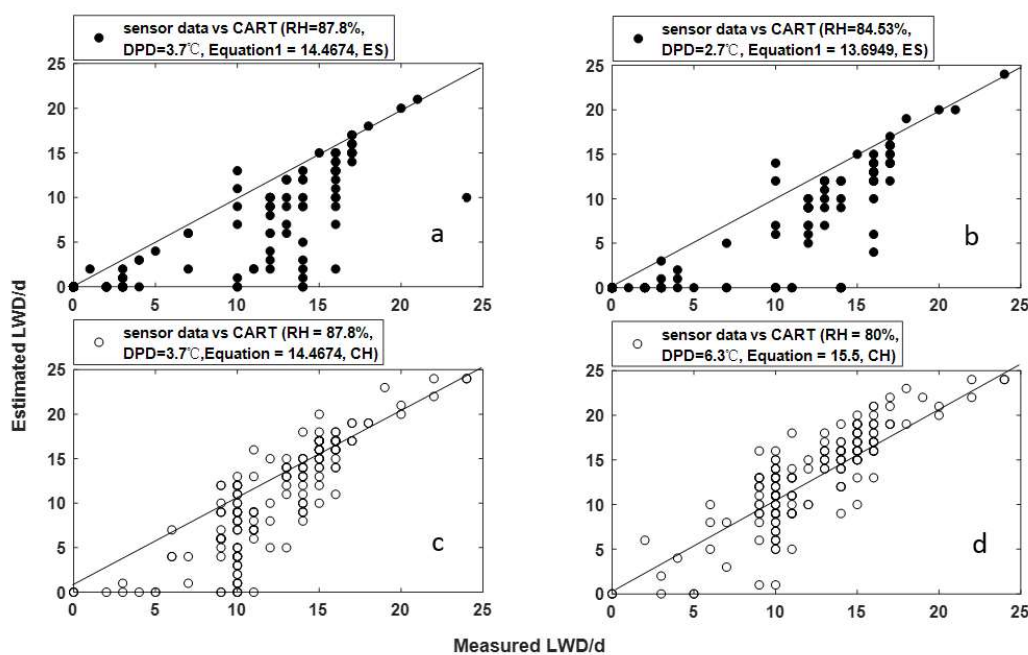 sensor data vs CART (RH=87.8%,
DPD=3.7℃, Equation1 = 14.4674, ES)
sensor data vs CART (RH=84.53%,
DPD=2.7℃, Equation1 = 13.6949, ES)
25
20
15
10
5
0
0 5 10 15 20 25
a
25
20
15
10
5
0
0 5 10 15 20 25
b
sensor data vs CART (RH = 87.8%,
DPD=3.7℃,Equation = 14.4674, CH)
sensor data vs CART (RH = 80%,
DPD=6.3℃, Equation = 15.5, CH)
25
20
15
10
5
0
0 5 10 15 20 25
c
25
20
15
10
5
0
0 5 10 15 20 25
d
Estimated LWD/d
Measured LWD/d